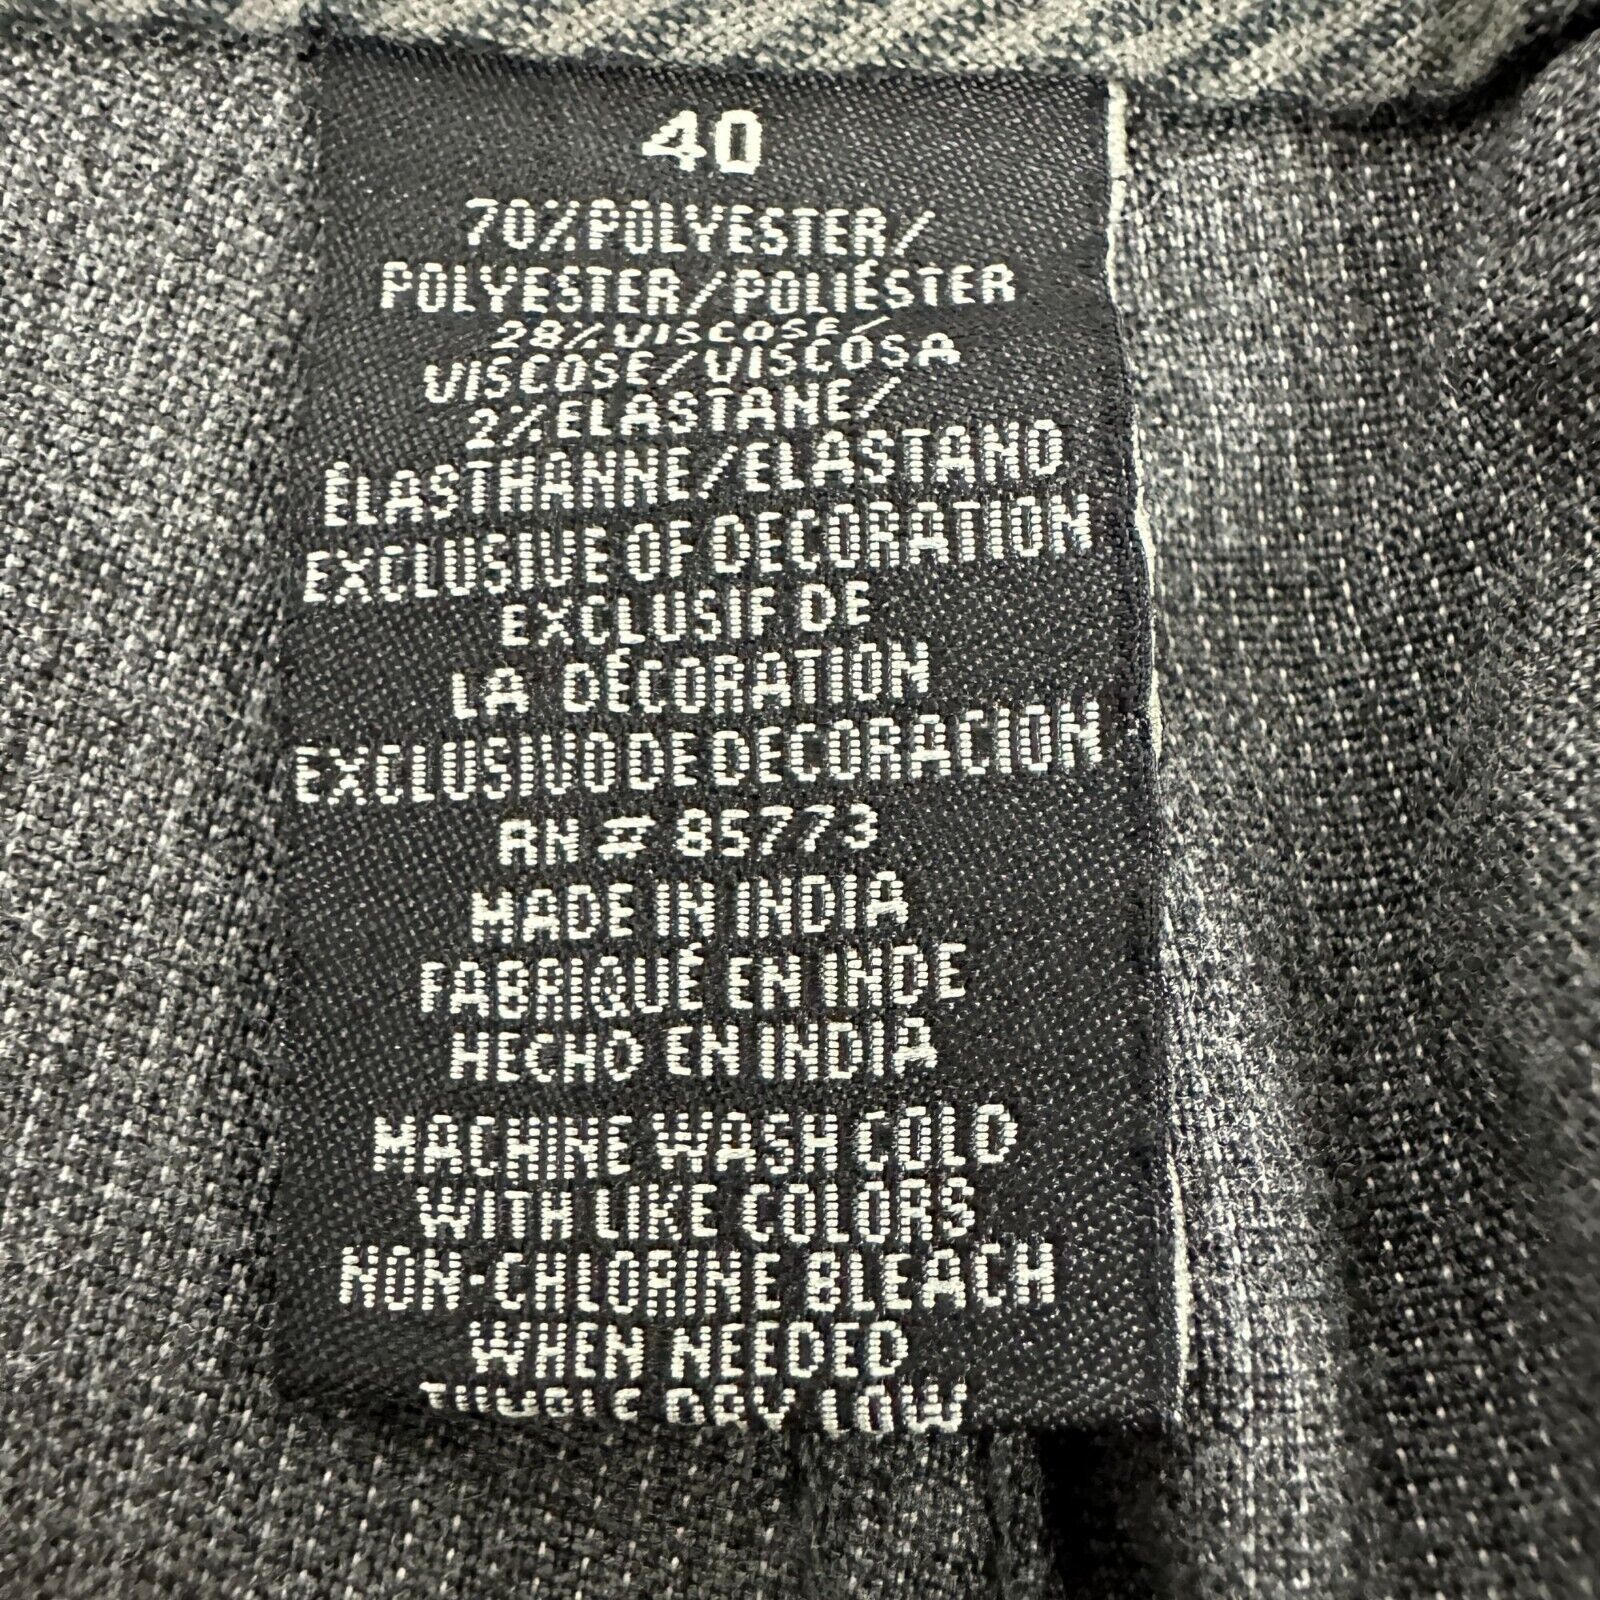 40
70% POLYESTER/
POLYESTER/POLIÉSTER
28% VISCOSE/
VISCOSE/VISCOSA
2% ELASTANE/
ÉLASTHANNE/ELASTANO
EXCLUSIVE OF DECORATION
EXCLUSIF DE
LA DÉCORATION
EXCLUSIVO DE DECORACION
RN # 85773
MADE IN INDIA
FABRIQUÉ EN INDE
HECHO EN INDIA
MACHINE WASH COLD
WITH LIKE COLORS
NON-CHLORINE BLEACH
WHEN NEEDED
TUMBLE DRY LOW